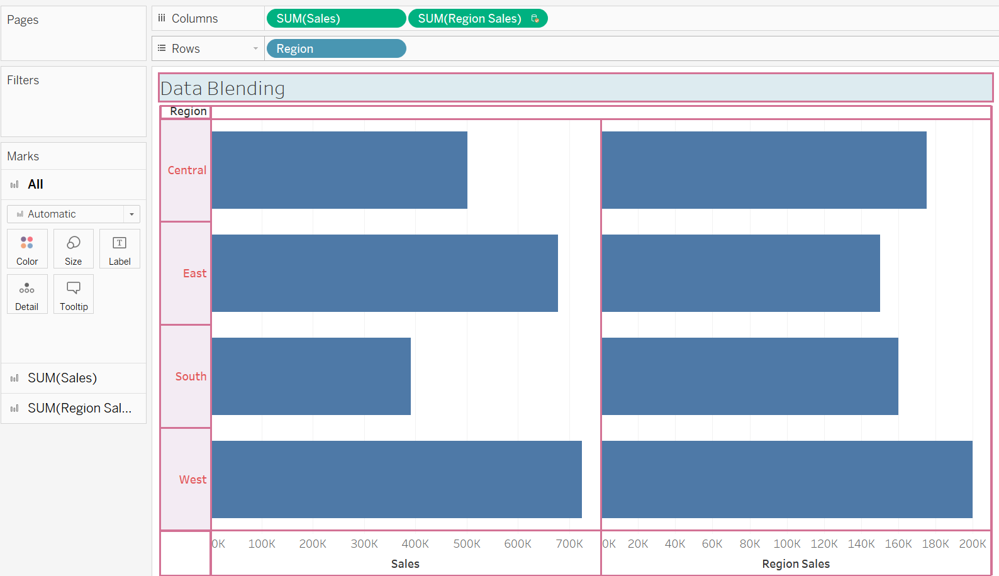 Pages
Columns
SUM(Sales)
SUM(Region Sales)
Rows
Region
Filters
Marks
All
Automatic
Color
Size
T
Label
Detail
Tooltip
SUM(Sales)
SUM(Region Sal...
Data Blending
Region
Central
East
South
West
0K 100K 200K 300K 400K 500K 600K 700K
0K 20K 40K 60K 80K 100K 120K 140K 160K 180K 200K
Sales
Region Sales